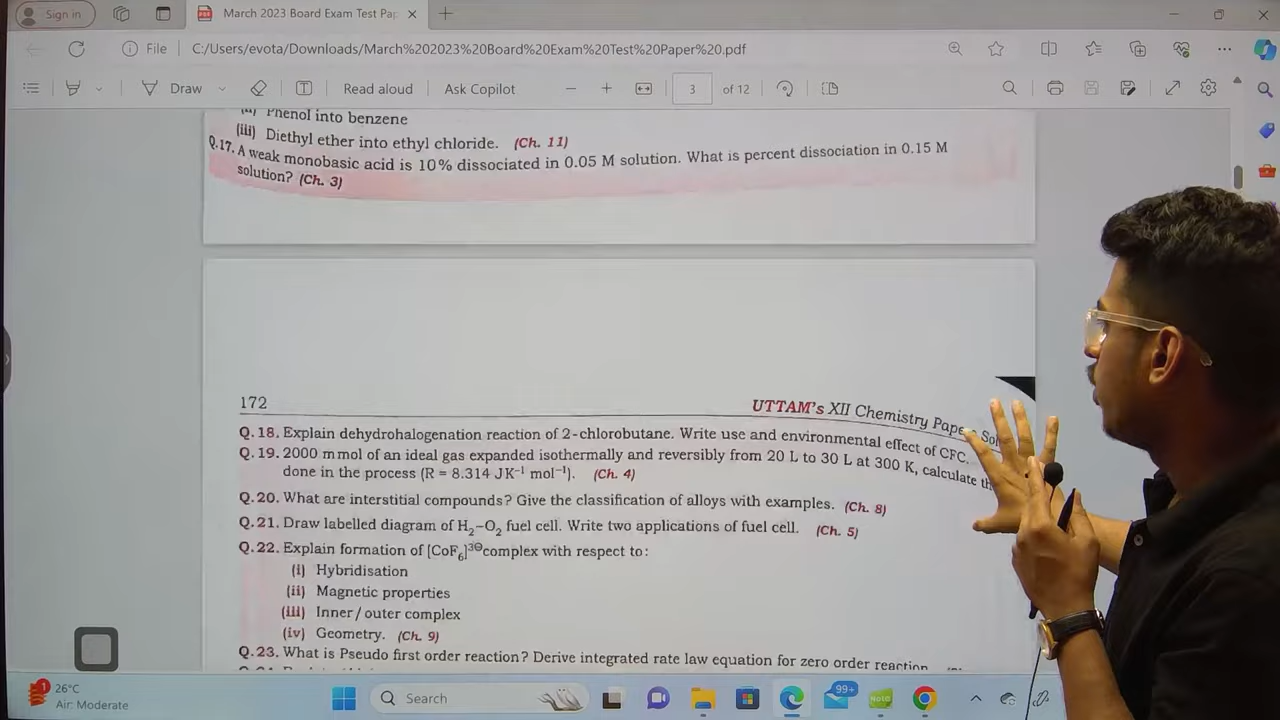 Sign in
March 2023 Board Exam Test Pap
File C:/Users/evota/Downloads/March%202023%20Board%20Exam%20Test%20Paper%20.pdf
Draw Read aloud Ask Copilot 3 of 12
Phenol into benzene
(iii) Diethyl ether into ethyl chloride. (Ch. 11)
Q.17. A weak monobasic acid is 10% dissociated in 0.05 M solution. What is percent dissociation in 0.15 M
solution? (Ch. 3)
172 UTTAM's XII Chemistry Paper Sol
Q.18. Explain dehydrohalogenation reaction of 2-chlorobutane. Write use and environmental effect of CFC.
Q.19. 2000 mmol of an ideal gas expanded isothermally and reversibly from 20 L to 30 L at 300 K, calculate th
done in the process (R = 8.314 JK⁻¹ mol⁻¹). (Ch. 4)
Q.20. What are interstitial compounds? Give the classification of alloys with examples. (Ch. 8)
Q.21. Draw labelled diagram of H₂–O₂ fuel cell. Write two applications of fuel cell. (Ch. 5)
Q.22. Explain formation of [CoF₆]³⊖ complex with respect to:
(i) Hybridisation
(ii) Magnetic properties
(iii) Inner / outer complex
(iv) Geometry. (Ch. 9)
Q.23. What is Pseudo first order reaction? Derive integrated rate law equation for zero order reaction
1 26°C
Air: Moderate
Search
99+
Note